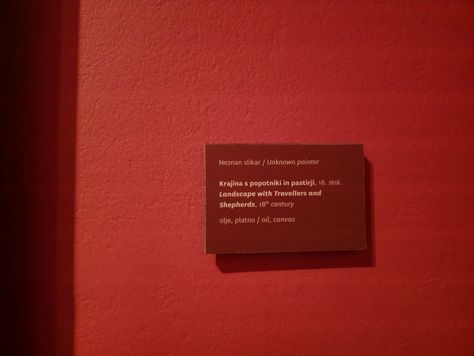 Neznan slikar / Unknown painter
Krajina s popotniki in pastirji, 18. stol.
Landscape with Travellers and
Shepherds, 18th century
olje, platno / oil, canvas